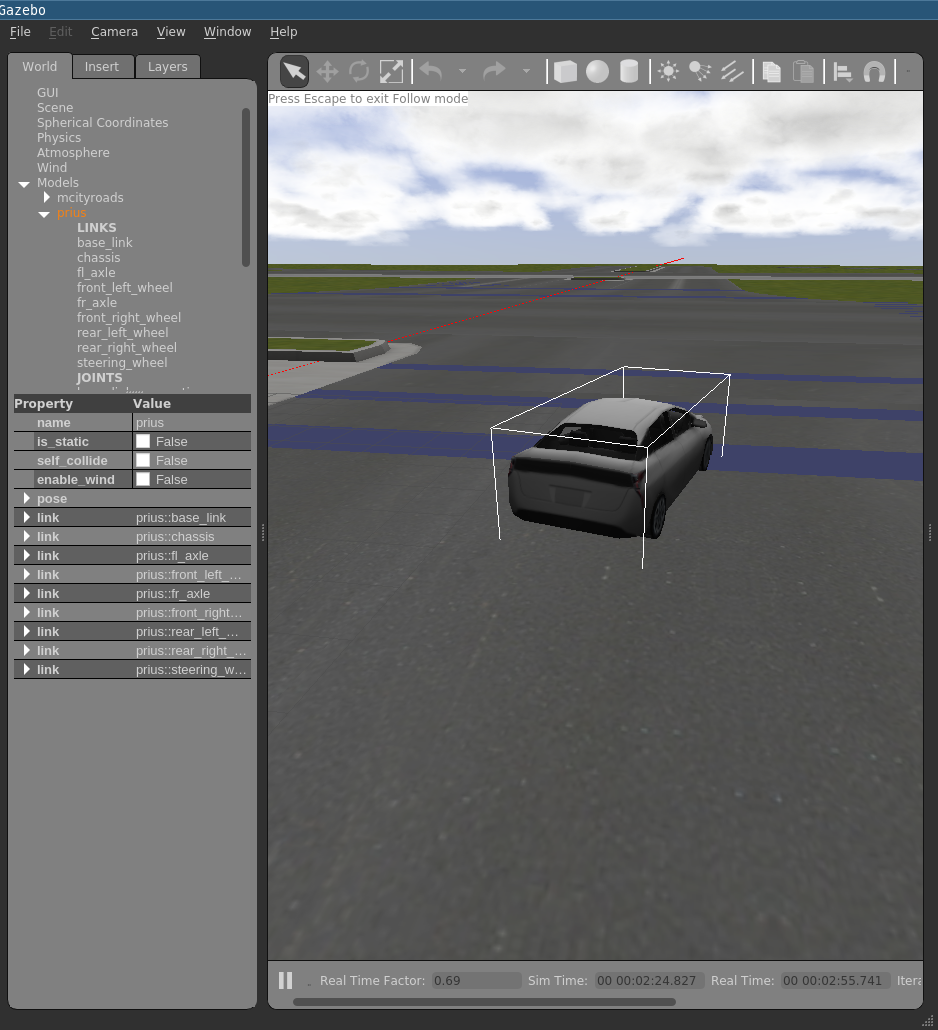 Gazebo
File Edit Camera View Window Help
World Insert Layers
Press Escape to exit Follow mode
GUI
Scene
Spherical Coordinates
Physics
Atmosphere
Wind
Models
mcityroads
prius
LINKS
base_link
chassis
fl_axle
front_left_wheel
fr_axle
front_right_wheel
rear_left_wheel
rear_right_wheel
steering_wheel
JOINTS
Property Value
name prius
is_static False
self_collide False
enable_wind False
pose
link prius::base_link
link prius::chassis
link prius::fl_axle
link prius::front_left_...
link prius::fr_axle
link prius::front_right...
link prius::rear_left_...
link prius::rear_right_...
link prius::steering_w...
Real Time Factor: 0.69 Sim Time: 00 00:02:24.827 Real Time: 00 00:02:55.741 Itera